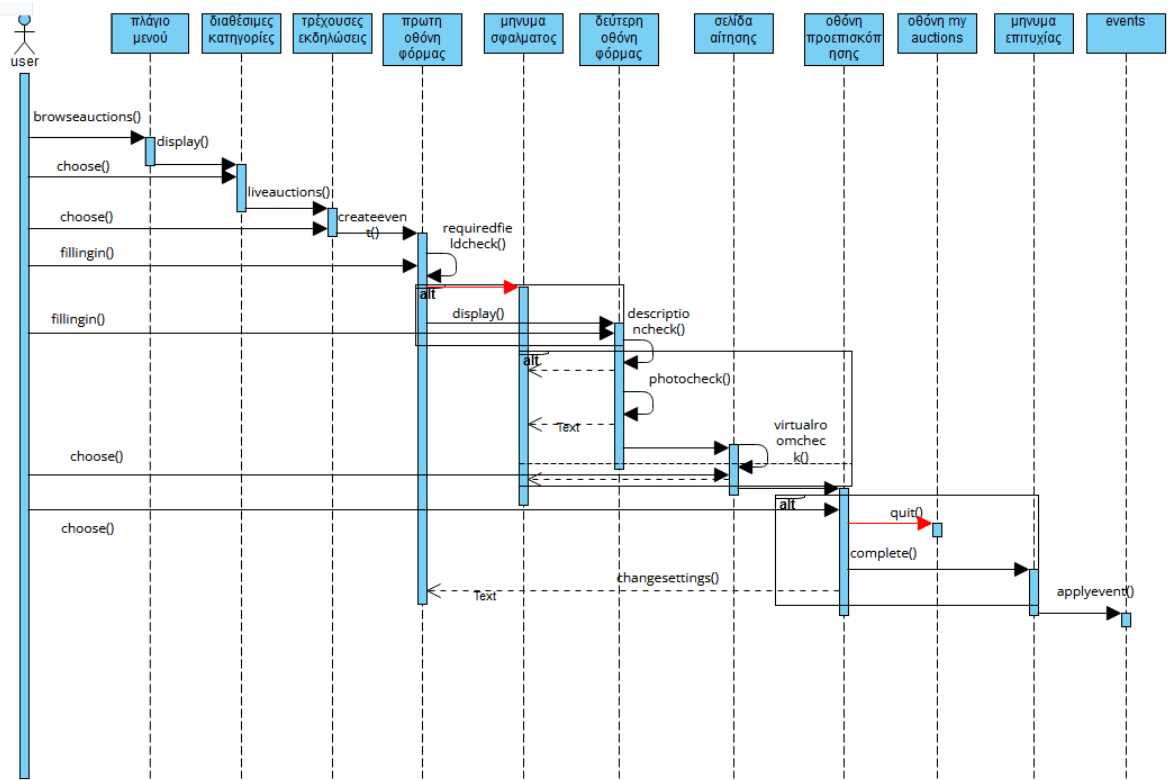 user
πλάγιο
μενού
διαθέσιμες
κατηγορίες
τρέχουσες
εκδηλώσεις
πρωτη
οθόνη
φόρμας
μηνυμα
σφαλματος
δεύτερη
οθόνη
φόρμας
σελίδα
αίτησης
οθόνη
προεπισκόπ
ησης
οθόνη my
auctions
μηνυμα
επιτυχίας
events
browseauctions()
display()
choose()
liveauctions()
choose()
createeven
t()
requiredfie
ldcheck()
fillingin()
alt
display()
descriptio
ncheck()
fillingin()
alt
photocheck()
Text
virtualro
omchec
k()
choose()
alt
quit()
choose()
complete()
changesettings()
Text
applyevent()